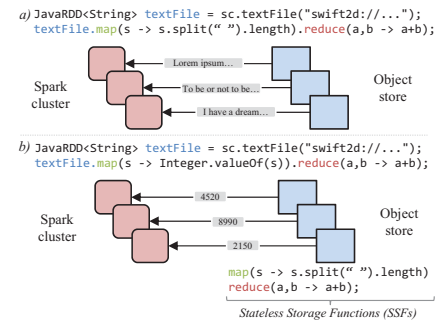 a) JavaRDD<String> textFile = sc.textFile("swift2d://...");
textFile.map(s -> s.split(“ ”).length).reduce(a,b -> a+b);
Lorem ipsum...
Spark
cluster
To be or not to be...
Object
store
I have a dream...
b) JavaRDD<String> textFile = sc.textFile("swift2d://...");
textFile.map(s -> Integer.valueOf(s)).reduce(a,b -> a+b);
4520
Spark
cluster
8990
Object
store
2150
map(s -> s.split(“ ”).length)
reduce(a,b -> a+b);
Stateless Storage Functions (SSFs)